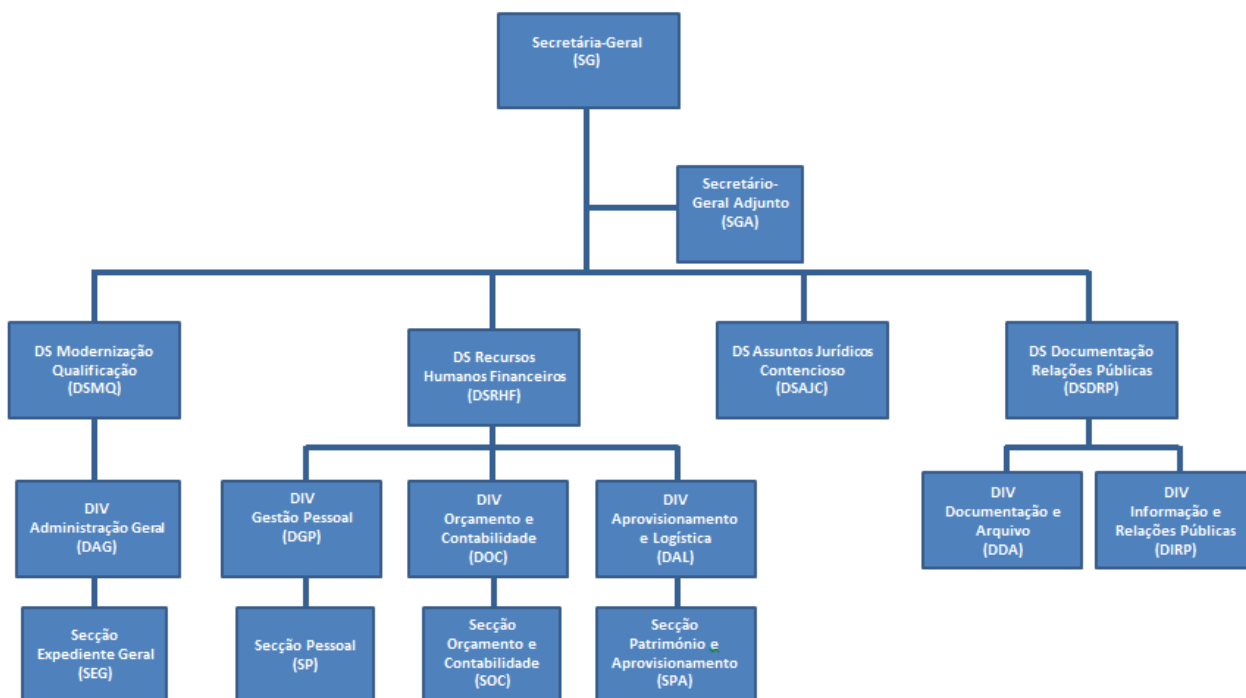 Secretária-Geral
(SG)
Secretário-
Geral Adjunto
(SGA)
DS Modernização
Qualificação
(DSMQ)
DS Recursos
Humanos Financeiros
(DSRHF)
DS Assuntos Jurídicos
Contencioso
(DSAJC)
DS Documentação
Relações Públicas
(DSDRP)
DIV
Administração Geral
(DAG)
DIV
Gestão Pessoal
(DGP)
DIV
Orçamento e
Contabilidade
(DOC)
DIV
Aprovisionamento
e Logística
(DAL)
DIV
Documentação e
Arquivo
(DDA)
DIV
Informação e
Relações Públicas
(DIRP)
Secção
Expediente Geral
(SEG)
Secção Pessoal
(SP)
Secção
Orçamento e
Contabilidade
(SOC)
Secção
Património e
Aprovisionamento
(SPA)